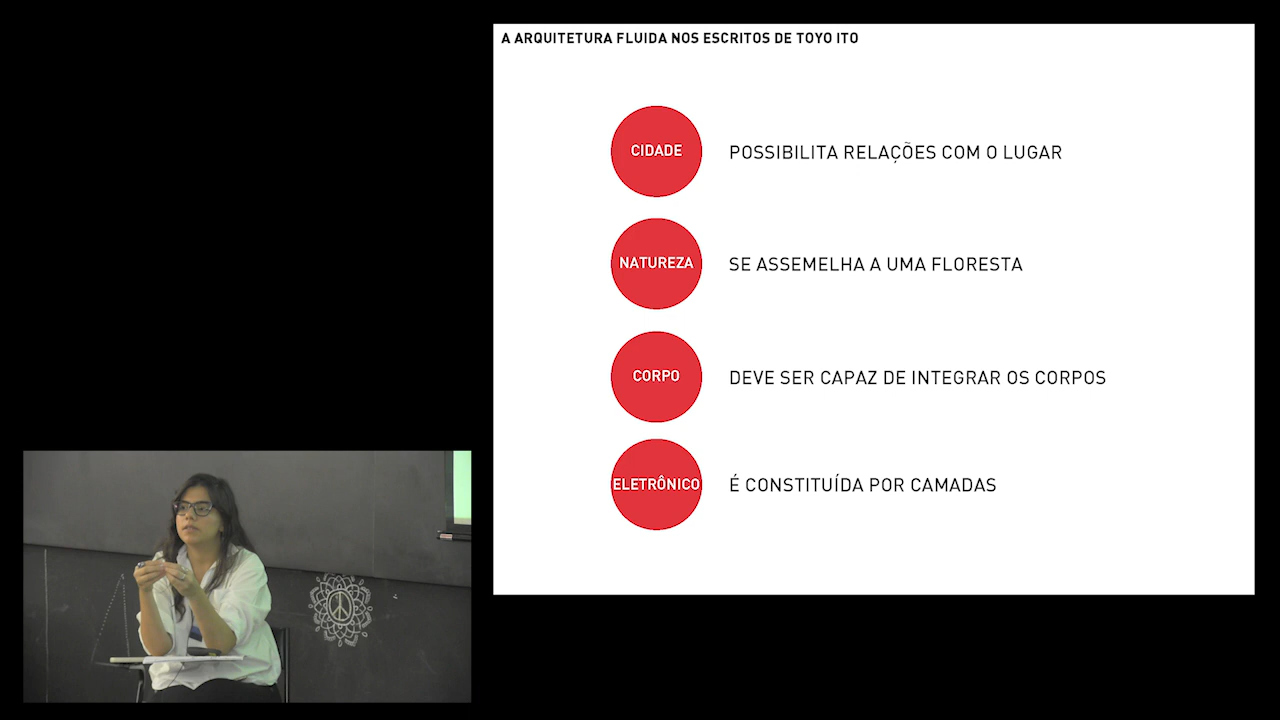 A ARQUITETURA FLUIDA NOS ESCRITOS DE TOYO ITO
CIDADE POSSIBILITA RELAÇÕES COM O LUGAR
NATUREZA SE ASSEMELHA A UMA FLORESTA
CORPO DEVE SER CAPAZ DE INTEGRAR OS CORPOS
ELETRÔNICO É CONSTITUÍDA POR CAMADAS